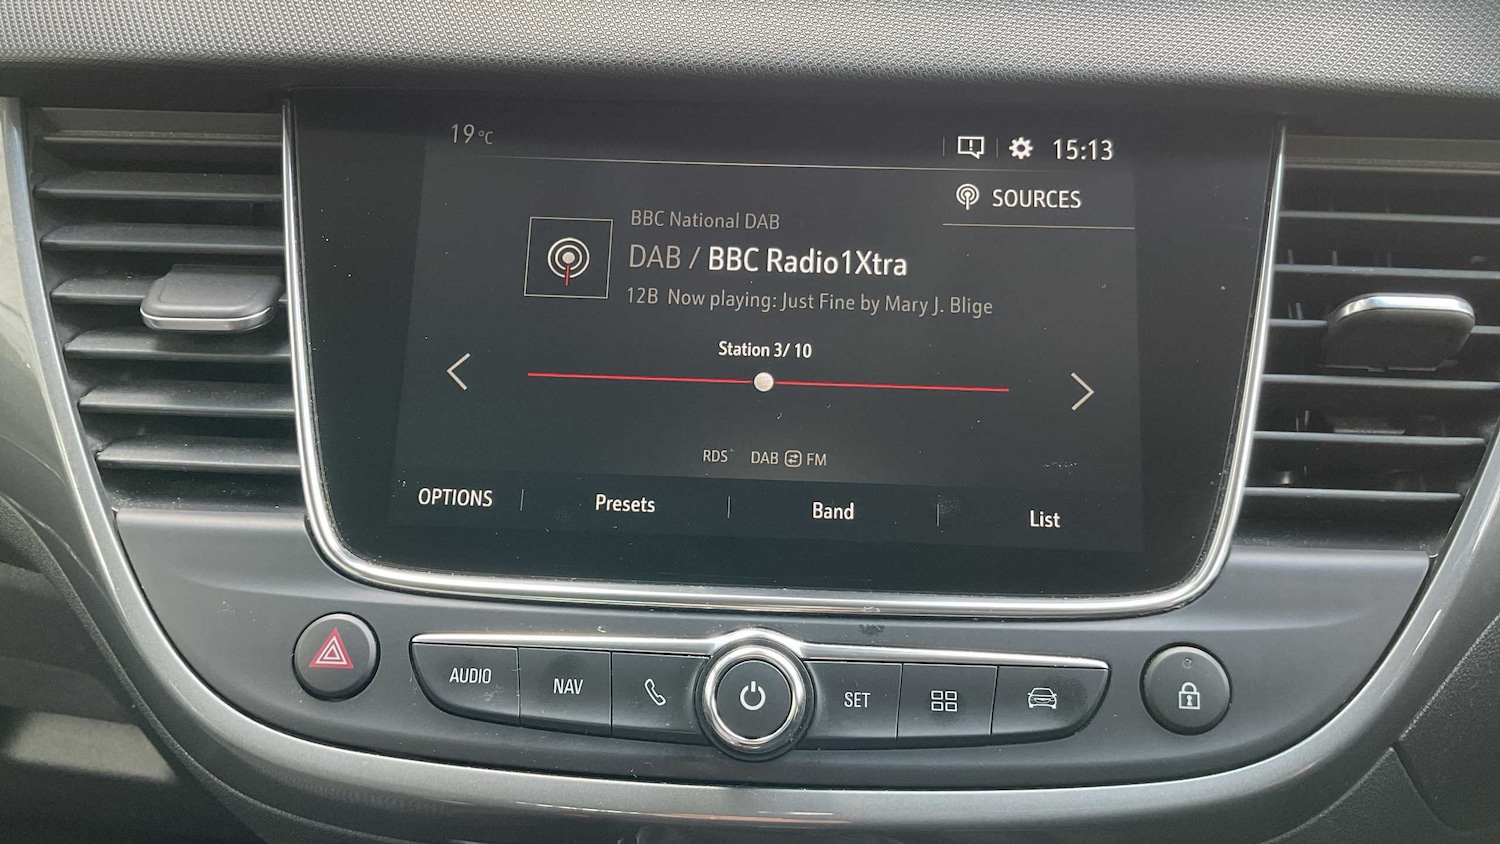 19°C
15:13
SOURCES
BBC National DAB
DAB / BBC Radio1Xtra
12B Now playing: Just Fine by Mary J. Blige
Station 3/ 10
RDS DAB FM
OPTIONS Presets Band List
AUDIO NAV SET